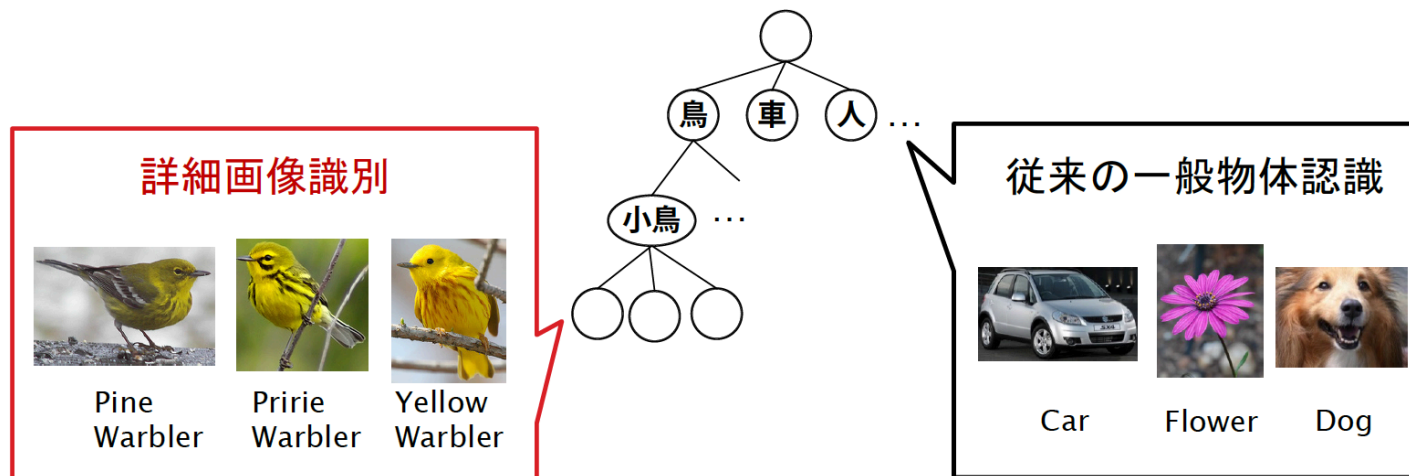 鳥
車
人
...
詳細画像識別
従来の一般物体認識
小鳥
...
Pine
Warbler
Pririe
Warbler
Yellow
Warbler
Car
Flower
Dog